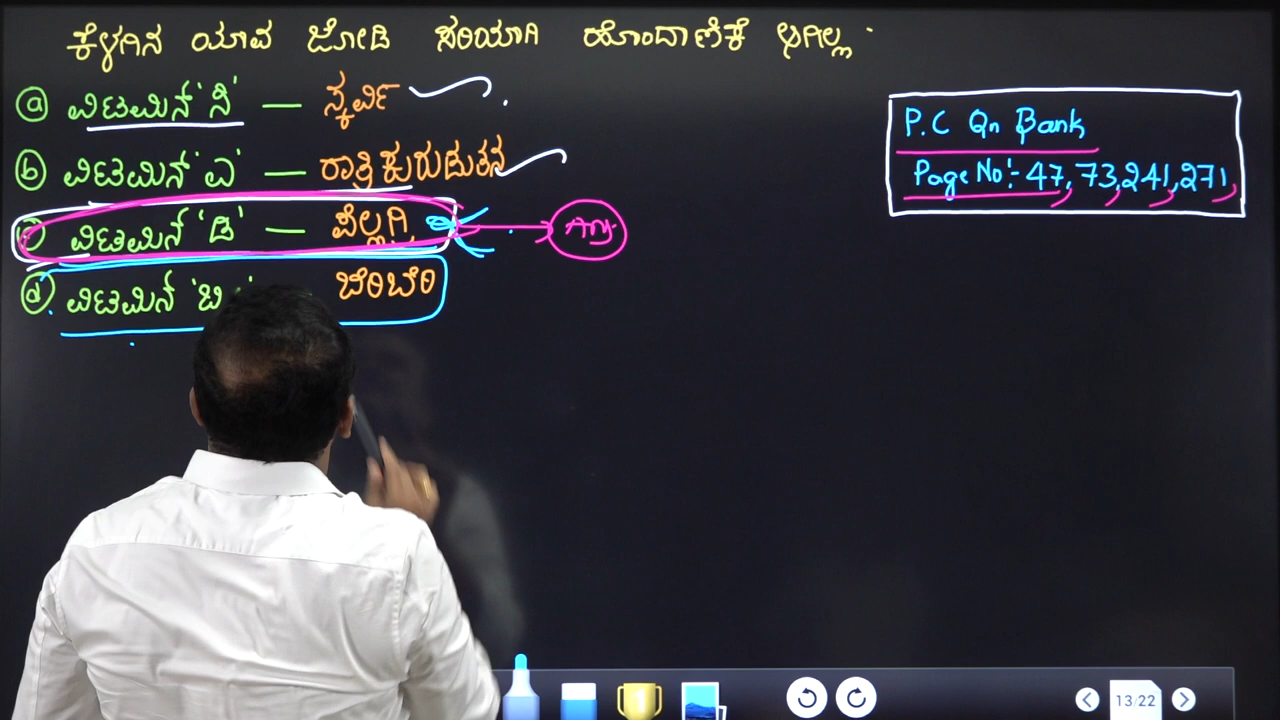 ಕೆಳಗಿನ ಯಾವ ಜೋಡಿ ಸರಿಯಾಗಿ ಹೊಂದಾಣಿಕೆ ಆಗಿಲ್ಲ
ⓐ ವಿಟಮಿನ್ 'ಸಿ' — ಸ್ಕರ್ವಿ
ⓑ ವಿಟಮಿನ್ 'ಎ' — ರಾತ್ರಿ ಕುರುಡುತನ
ವಿಟಮಿನ್ 'ಡಿ' — ಪೆಲ್ಲಗ್ರ Ans
ⓓ ವಿಟಮಿನ್ 'ಬಿ ಬೆರಿಬೆರಿ
P.C Qn Bank
Page No:- 47, 73, 241, 271,
13/22